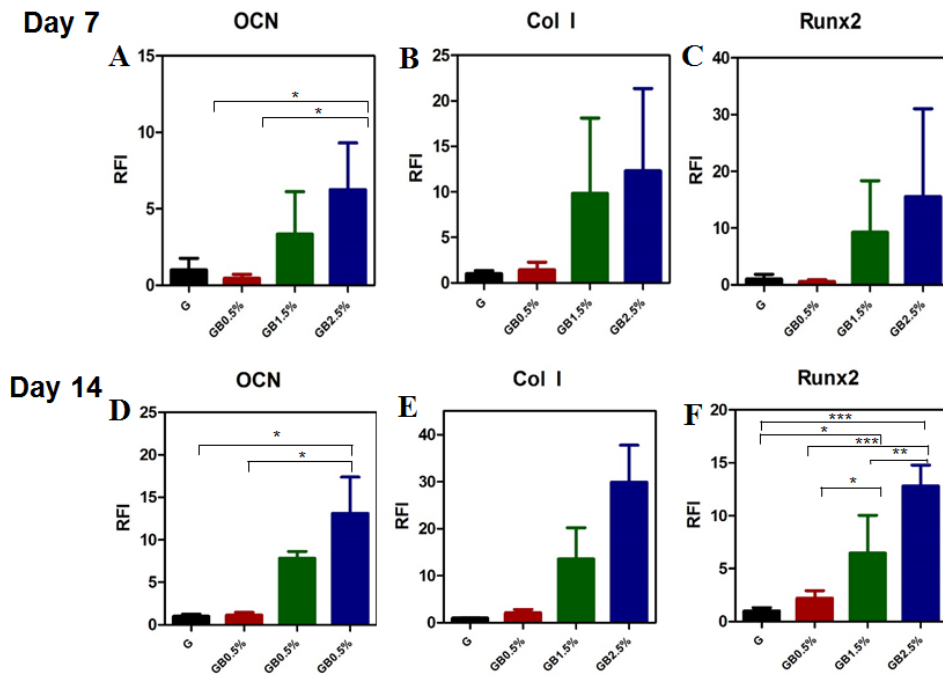 Day 7
OCN
Col I
Runx2
A
B
C
RFI
15
10
5
0
*
*
G
GB0.5%
GB1.5%
GB2.5%
RFI
25
20
15
10
5
0
G
GB0.5%
GB1.5%
GB2.5%
RFI
40
30
20
10
0
G
GB0.5%
GB1.5%
GB2.5%
Day 14
OCN
Col I
Runx2
D
E
F
RFI
25
20
15
10
5
0
*
*
G
GB0.5%
GB0.5%
GB0.5%
RFI
40
30
20
10
0
G
GB0.5%
GB1.5%
GB2.5%
RFI
20
15
10
5
0
***
*
***
**
*
G
GB0.5%
GB1.5%
GB2.5%